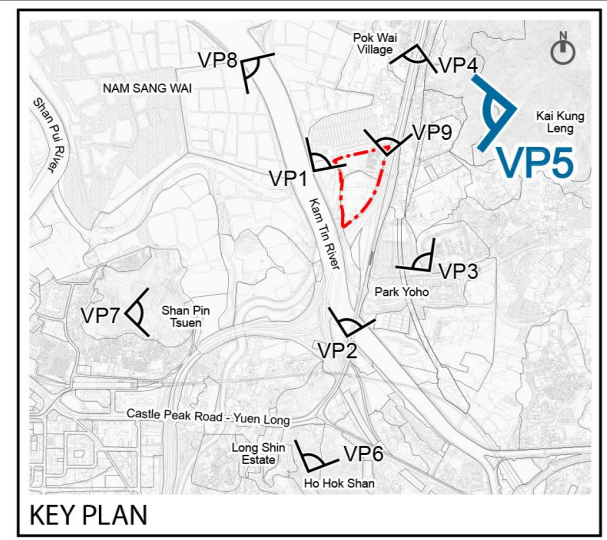 Pok Wai
Village
N
VP8
VP4
NAM SANG WAI
Kai Kung
Leng
Shan Pui River
VP9
VP5
VP1
Kam Tin River
VP3
Park Yoho
VP7
Shan Pin
Tsuen
VP2
Castle Peak Road - Yuen Long
Long Shin
Estate
VP6
Ho Hok Shan
KEY PLAN